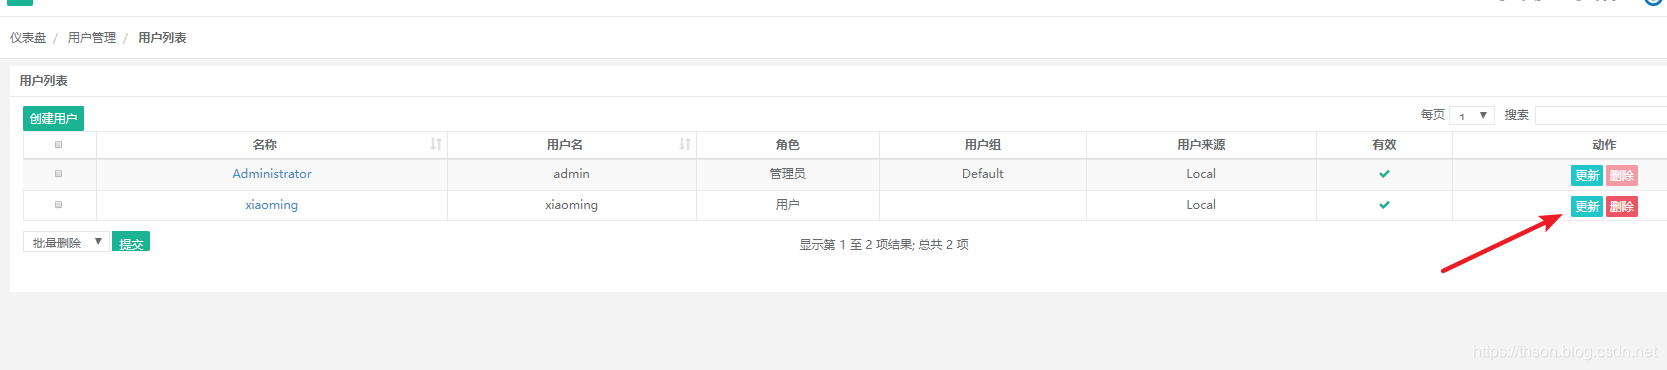 仪表盘 / 用户管理 / 用户列表
用户列表
创建用户 每页 1 搜索
名称 用户名 角色 用户组 用户来源 有效 动作
Administrator admin 管理员 Default Local 更新 删除
xiaoming xiaoming 用户 Local 更新 删除
批量删除 提交 显示第 1 至 2 项结果; 总共 2 项
https://thson.blog.csdn.net